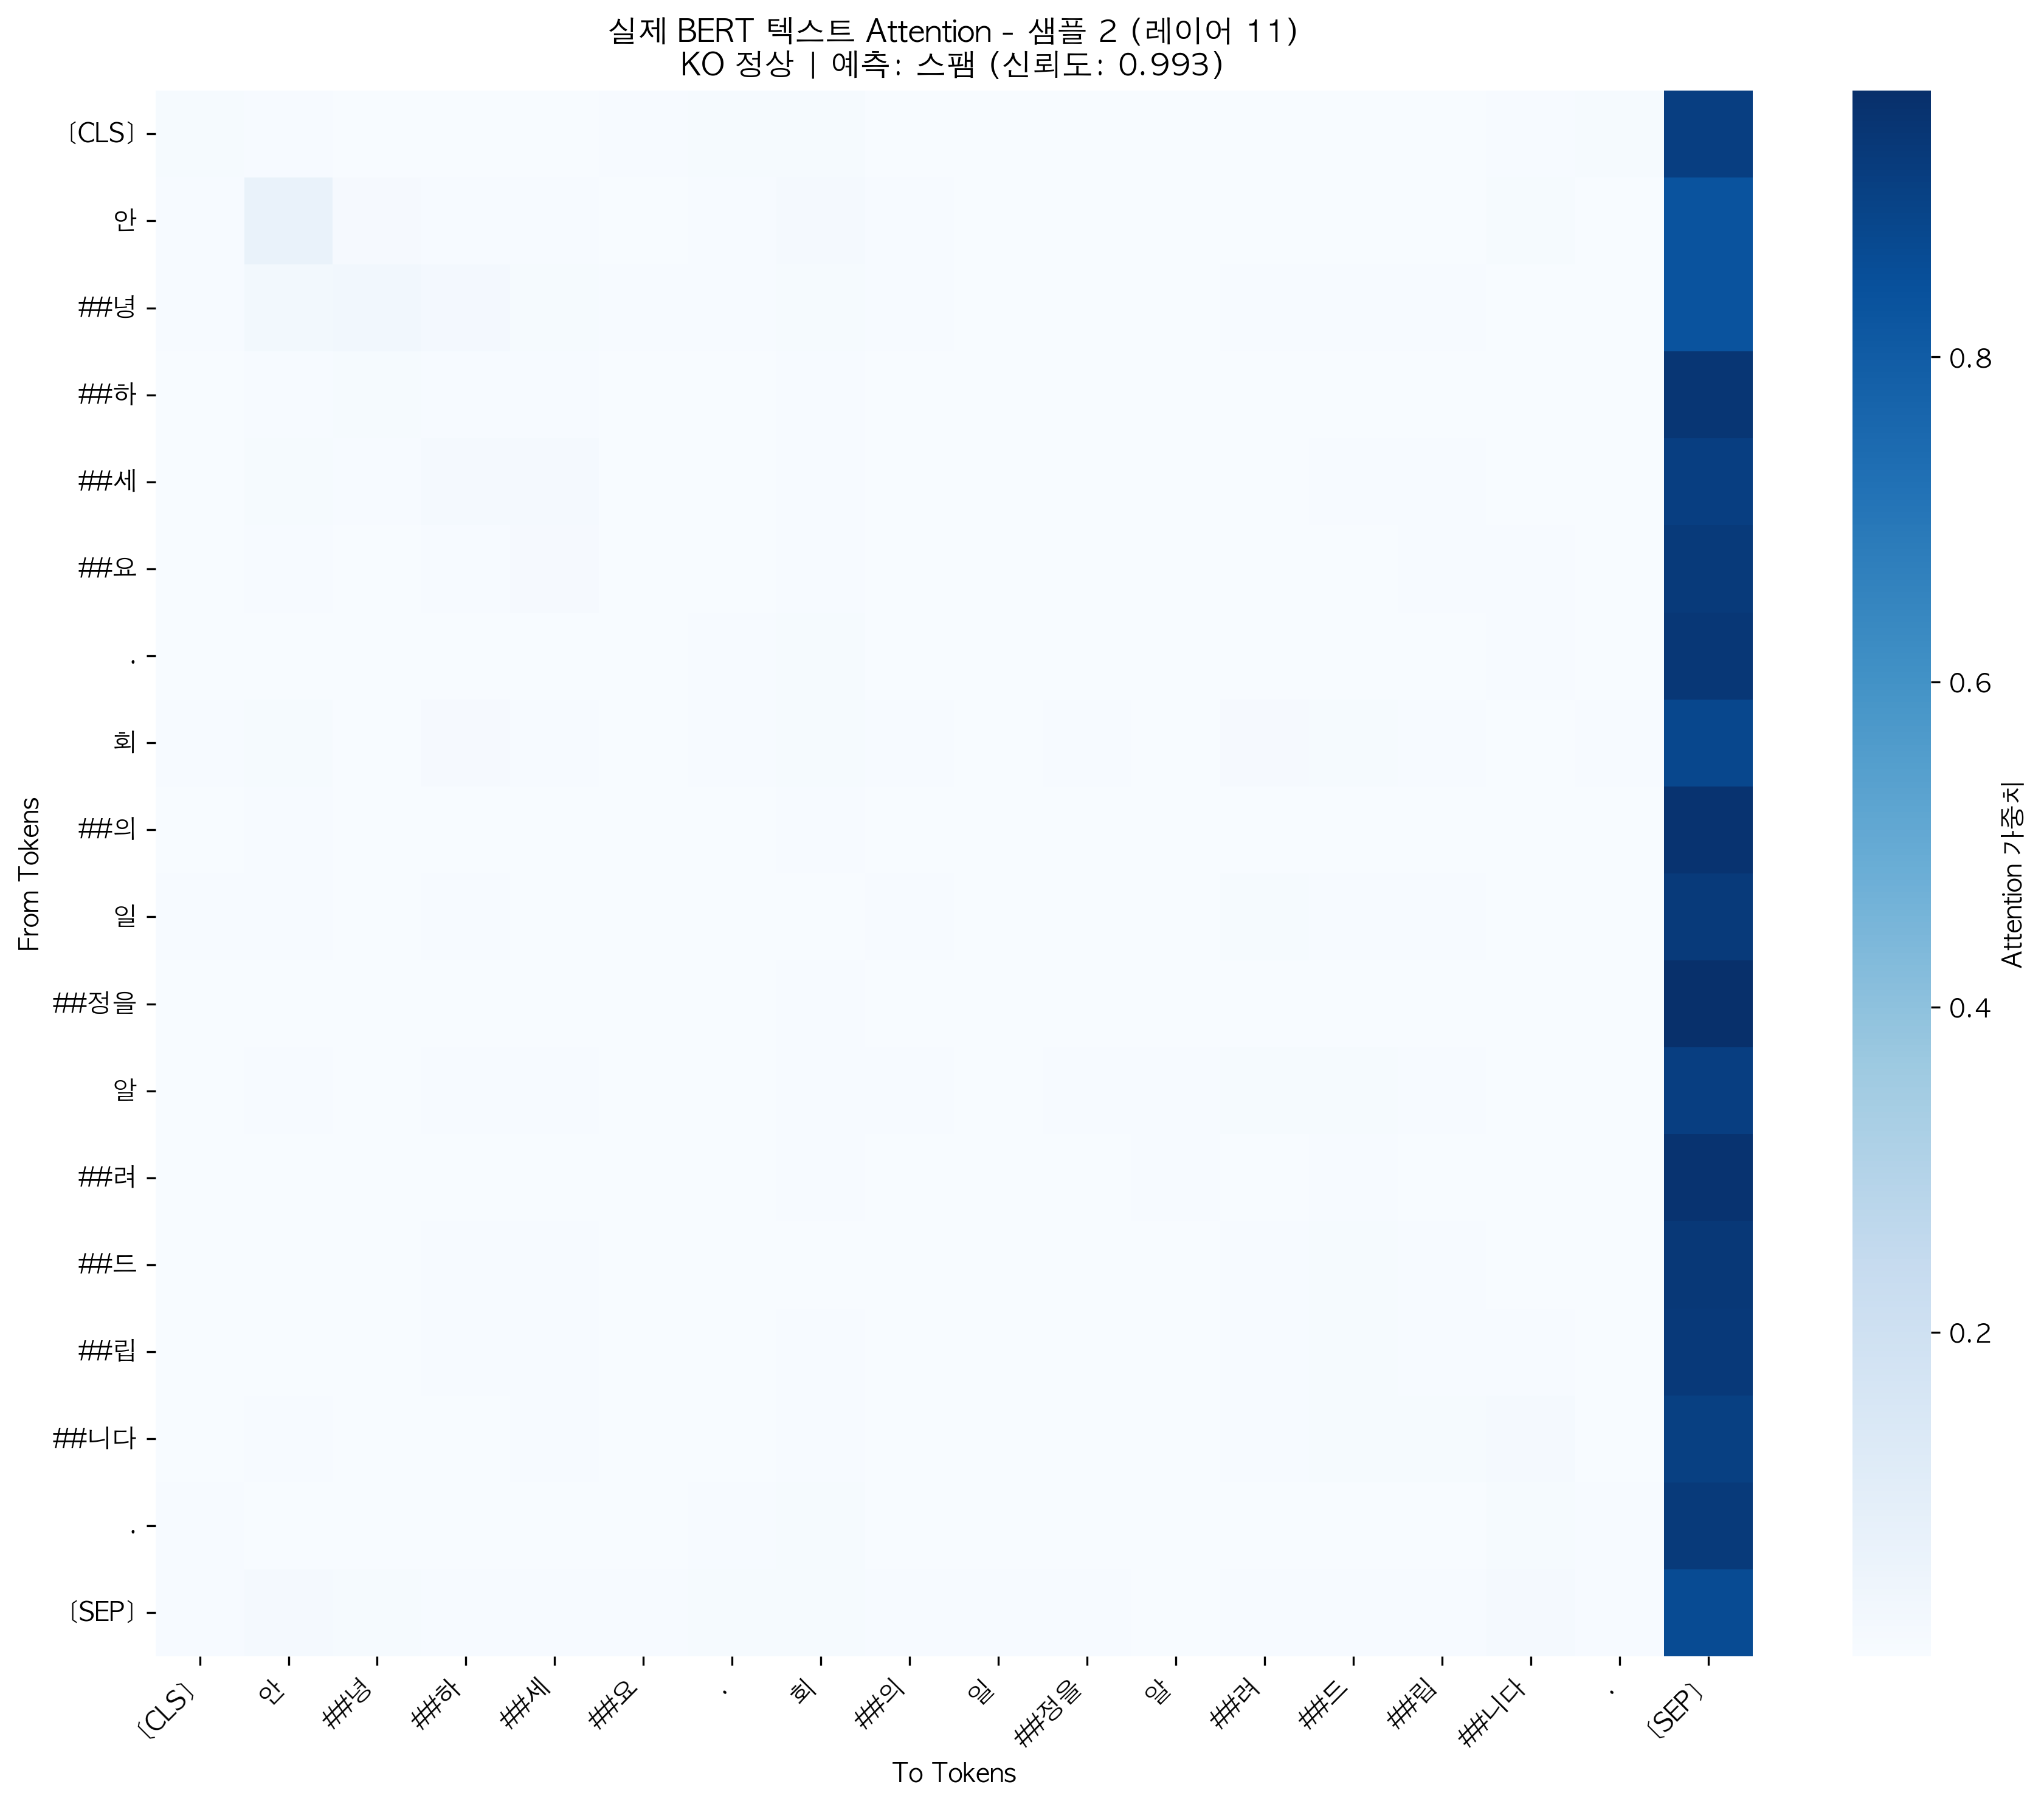 실제 BERT 텍스트 Attention - 샘플 2 (레이어 11)
KO 정상 | 예측: 스팸 (신뢰도: 0.993)
From Tokens
[CLS]
안
##녕
##하
##세
##요
.
회
##의
일
##정을
알
##려
##드
##립
##니다
.
[SEP]
[CLS]
안
##녕
##하
##세
##요
.
회
##의
일
##정을
알
##려
##드
##립
##니다
.
[SEP]
To Tokens
0.8
0.6
0.4
0.2
Attention 가중치